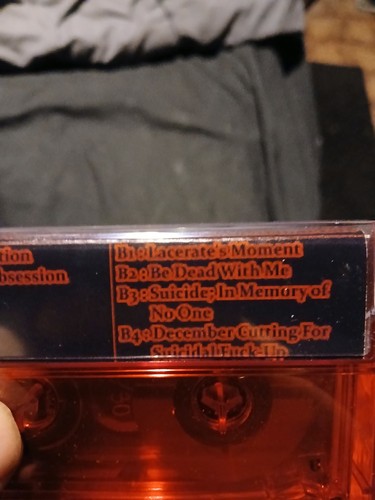 tion
bsession
B1: Lacerate's Moment
B2: Be Dead With Me
B3: Suicide; In Memory of
No One
B4: December Cutting For
Suicidal Fuck-Up